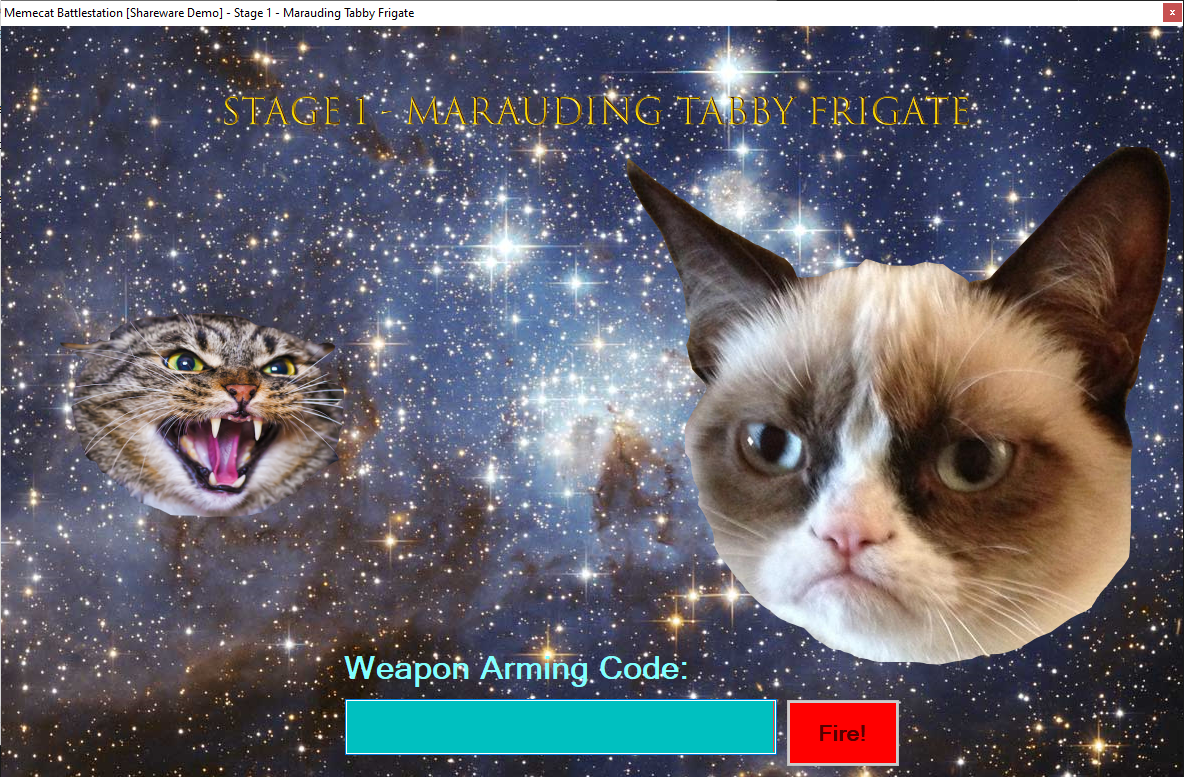 Memecat Battlestation [Shareware Demo] - Stage 1 - Marauding Tabby Frigate
x
STAGE 1 - MARAUDING TABBY FRIGATE
Weapon Arming Code:
Fire!